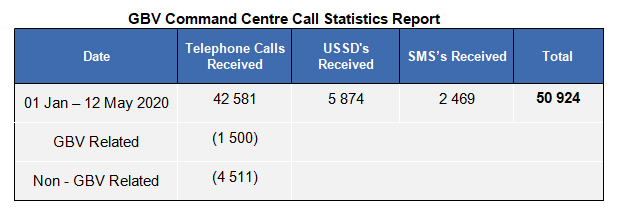 GBV Command Centre Call Statistics Report
Date Telephone Calls Received USSD's Received SMS's Received Total
01 Jan – 12 May 2020 42 581 5 874 2 469 50 924
GBV Related (1 500)
Non - GBV Related (4 511)